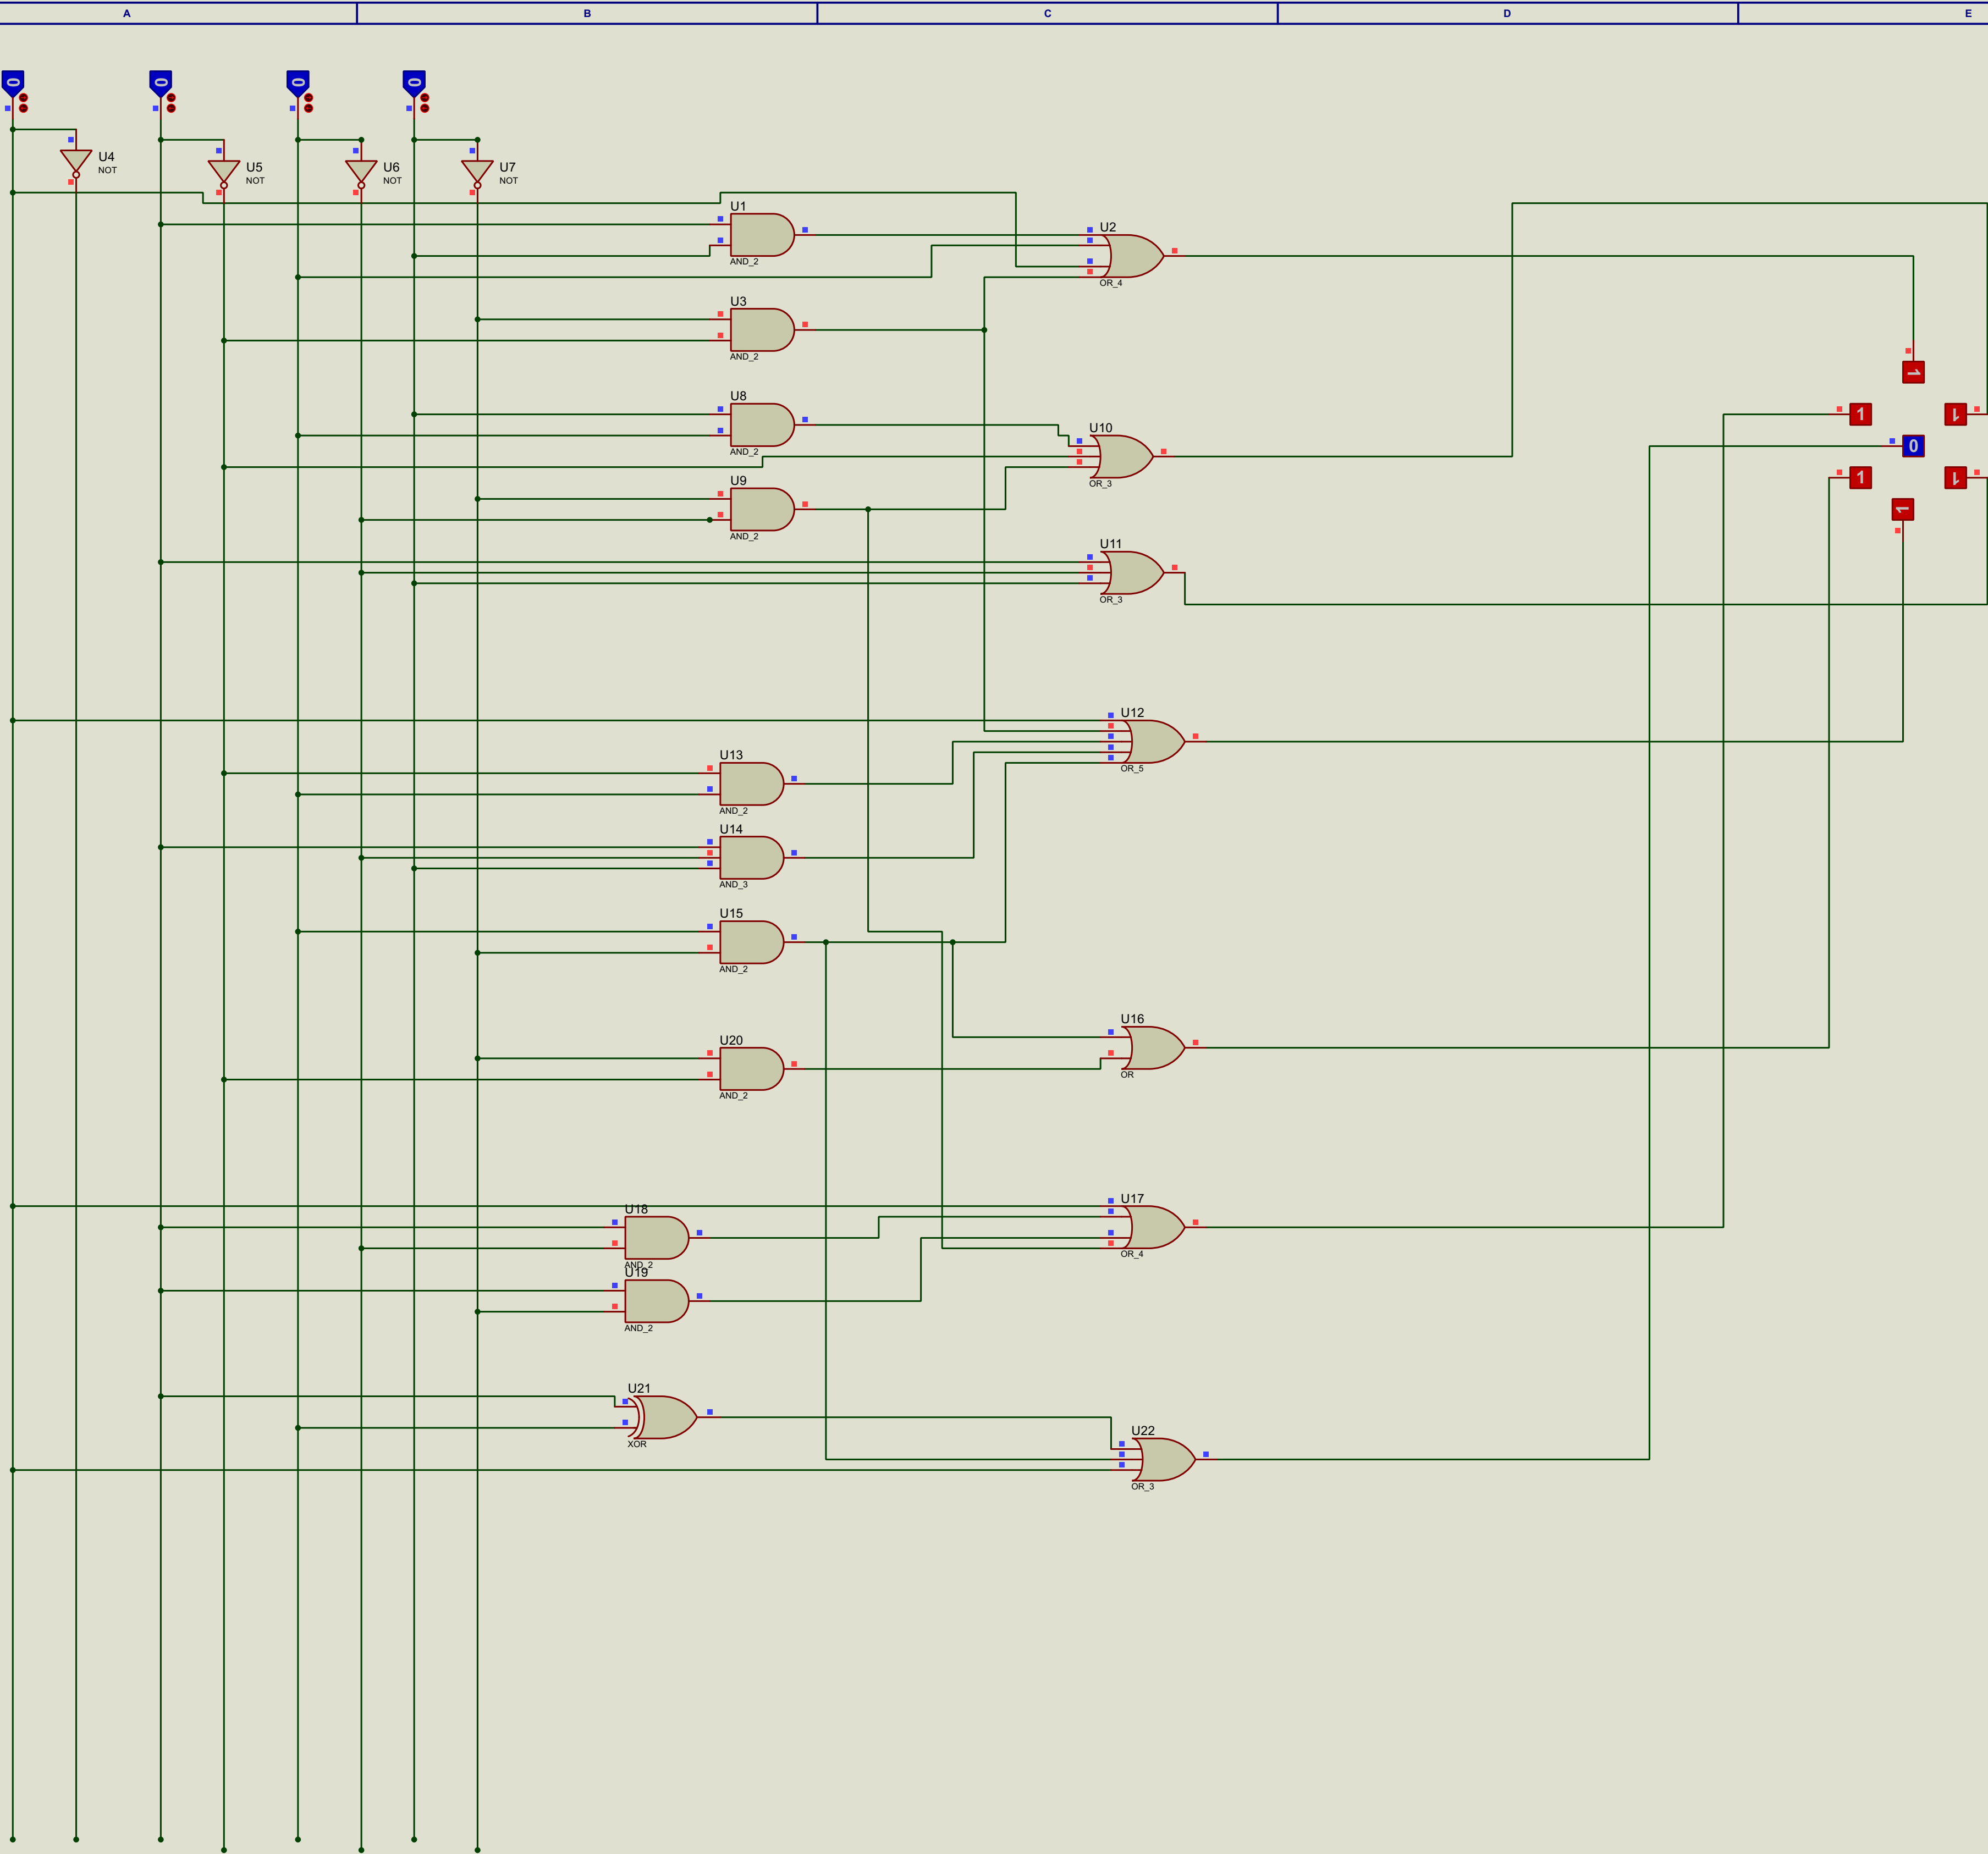 A B C D E
0 0 0 0
U4
NOT
U5
NOT
U6
NOT
U7
NOT
U1
AND_2
U2
OR_4
U3
AND_2
1
U8
AND_2
1 1
U10
OR_3
0
U9
AND_2
1 1
1
U11
OR_3
U12
OR_5
U13
AND_2
U14
AND_3
U15
AND_2
U16
OR
U20
AND_2
U17
OR_4
U18
AND_2
U19
AND_2
U21
XOR
U22
OR_3